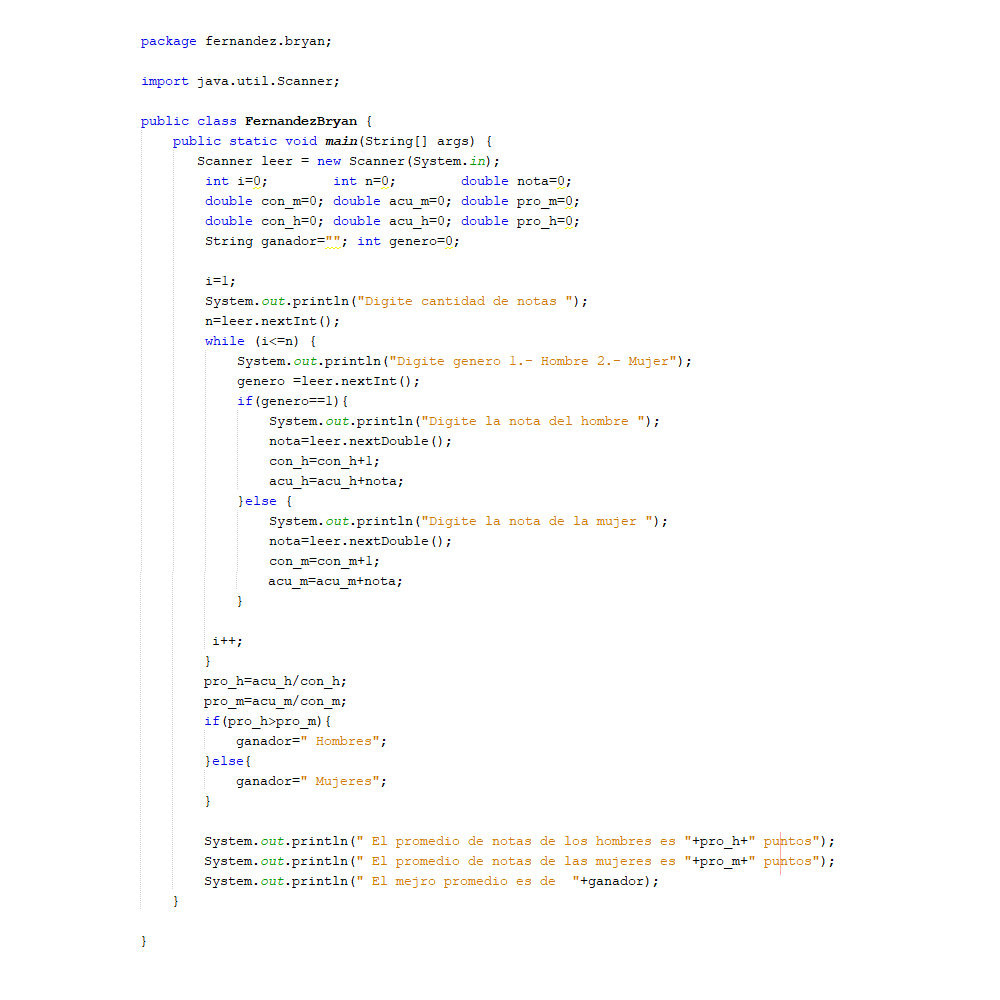 package fernandez.bryan;
import java.util.Scanner;
public class FernandezBryan {
public static void main(String[] args) {
Scanner leer = new Scanner(System.in);
int i=0; int n=0; double nota=0;
double con_m=0; double acu_m=0; double pro_m=0;
double con_h=0; double acu_h=0; double pro_h=0;
String ganador=""; int genero=0;
i=1;
System.out.println("Digite cantidad de notas ");
n=leer.nextInt();
while (i<=n) {
System.out.println("Digite genero 1.- Hombre 2.- Mujer");
genero =leer.nextInt();
if(genero==1){
System.out.println("Digite la nota del hombre ");
nota=leer.nextDouble();
con_h=con_h+1;
acu_h=acu_h+nota;
}else {
System.out.println("Digite la nota de la mujer ");
nota=leer.nextDouble();
con_m=con_m+1;
acu_m=acu_m+nota;
}
i++;
}
pro_h=acu_h/con_h;
pro_m=acu_m/con_m;
if(pro_h>pro_m){
ganador=" Hombres";
}else{
ganador=" Mujeres";
}
System.out.println(" El promedio de notas de los hombres es "+pro_h+" puntos");
System.out.println(" El promedio de notas de las mujeres es "+pro_m+" puntos");
System.out.println(" El mejro promedio es de  "+ganador);
}
}